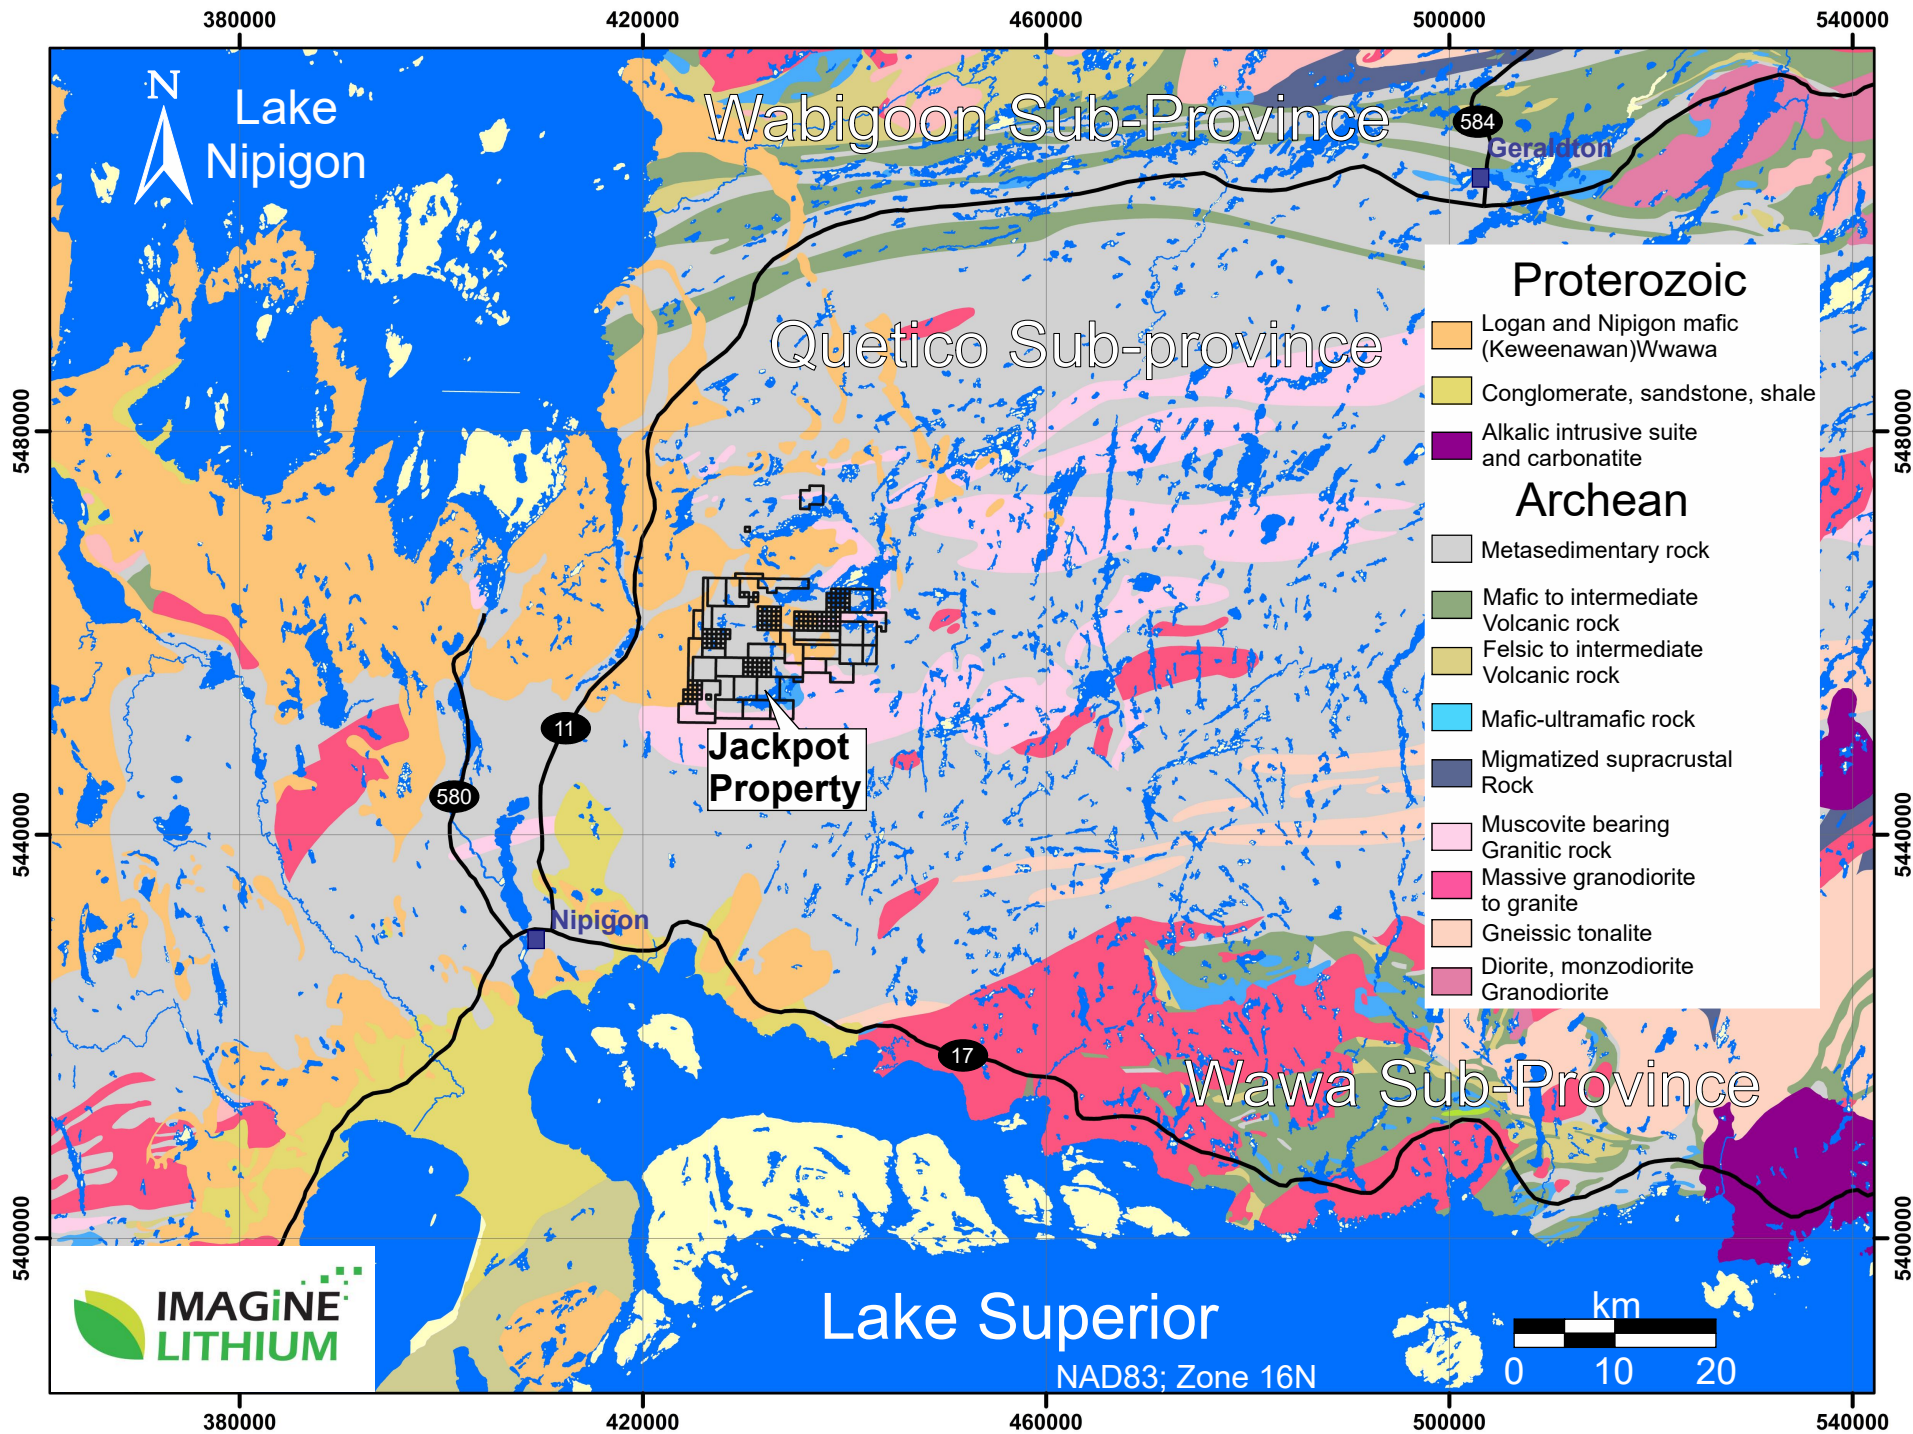 380000
420000
460000
500000
540000
N
Lake
Nipigon
Wabigoon Sub-Province
584
Geraldton
Quetico Sub-province
5480000
5480000
Proterozoic
Logan and Nipigon mafic
(Keweenawan)Wwawa
Conglomerate, sandstone, shale
Alkalic intrusive suite
and carbonatite
Archean
Metasedimentary rock
Mafic to intermediate
Volcanic rock
Felsic to intermediate
Volcanic rock
Mafic-ultramafic rock
Migmatized supracrustal
Rock
Muscovite bearing
Granitic rock
Massive granodiorite
to granite
Gneissic tonalite
Diorite, monzodiorite
Granodiorite
11
Jackpot
Property
580
5440000
5440000
Nipigon
17
Wawa Sub-Province
5400000
5400000
IMAGiNE
LITHIUM
Lake Superior
NAD83; Zone 16N
km
0 10 20
380000
420000
460000
500000
540000